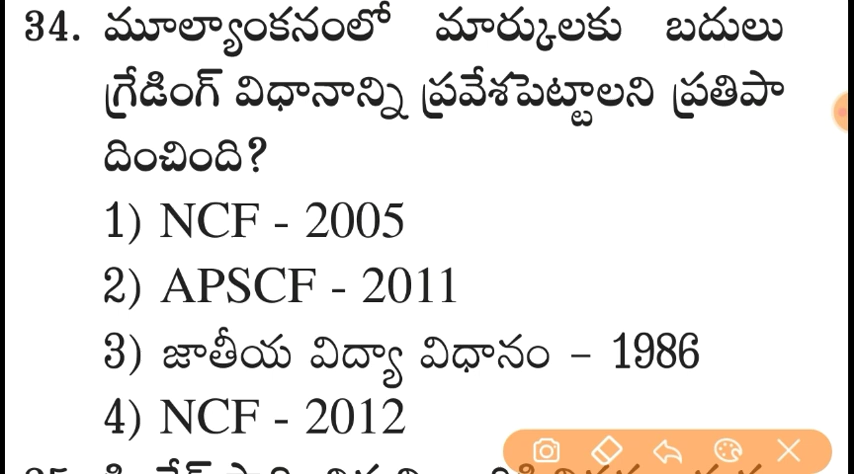 34. మూల్యాంకనంలో మార్కులకు బదులు
గ్రేడింగ్ విధానాన్ని ప్రవేశపెట్టాలని ప్రతిపా
దించింది?
1) NCF - 2005
2) APSCF - 2011
3) జాతీయ విద్యా విధానం – 1986
4) NCF - 2012